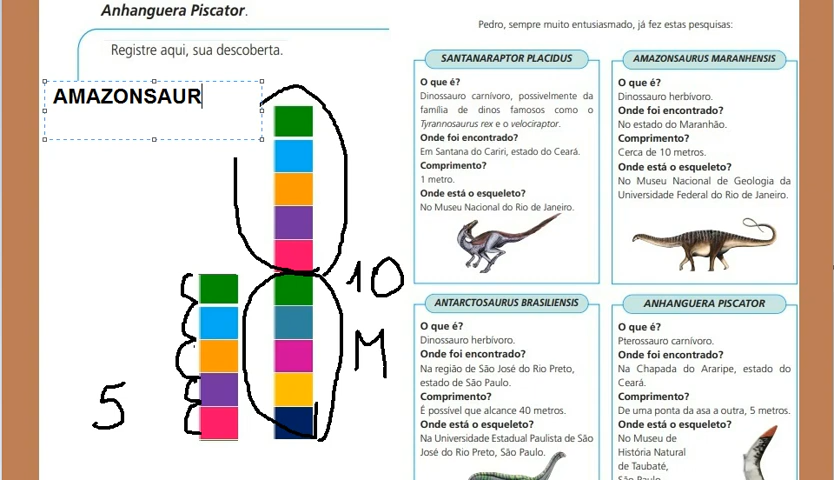 Anhanguera Piscator.
Registre aqui, sua descoberta.
AMAZONSAUR
10
M
5
Pedro, sempre muito entusiasmado, já fez estas pesquisas:
SANTANARAPTOR PLACIDUS
O que é?
Dinossauro carnívoro, possivelmente da
família de dinos famosos como o
Tyrannosaurus rex e o velociraptor.
Onde foi encontrado?
Em Santana do Cariri, estado do Ceará.
Comprimento?
1 metro.
Onde está o esqueleto?
No Museu Nacional do Rio de Janeiro.
AMAZONSAURUS MARANHENSIS
O que é?
Dinossauro herbívoro.
Onde foi encontrado?
No estado do Maranhão.
Comprimento?
Cerca de 10 metros.
Onde está o esqueleto?
No Museu Nacional de Geologia da
Universidade Federal do Rio de Janeiro.
ANTARCTOSAURUS BRASILIENSIS
O que é?
Dinossauro herbívoro.
Onde foi encontrado?
Na região de São José do Rio Preto,
estado de São Paulo.
Comprimento?
É possível que alcance 40 metros.
Onde está o esqueleto?
Na Universidade Estadual Paulista de São
José do Rio Preto, São Paulo.
ANHANGUERA PISCATOR
O que é?
Pterossauro carnívoro.
Onde foi encontrado?
Na Chapada do Araripe, estado do
Ceará.
Comprimento?
De uma ponta da asa a outra, 5 metros.
Onde está o esqueleto?
No Museu de
História Natural
de Taubaté,
São Paulo